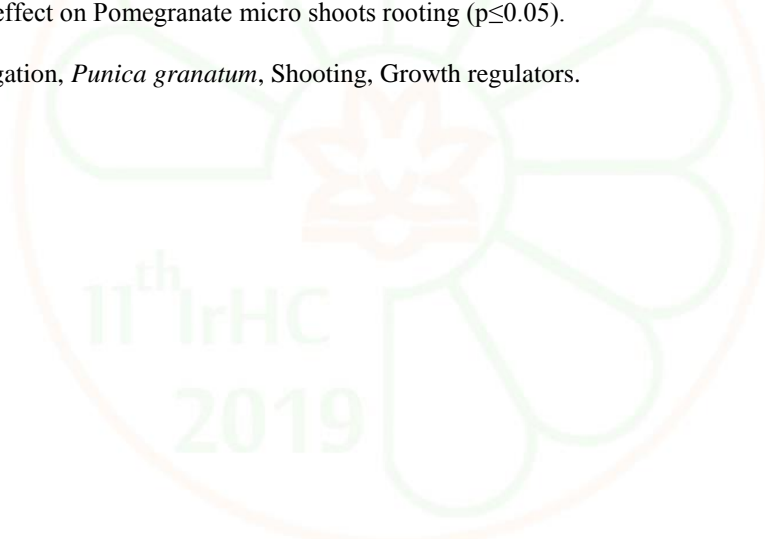 effect on Pomegranate micro shoots rooting (p≤0.05).
gation, Punica granatum, Shooting, Growth regulators.
11th IrHC
2019